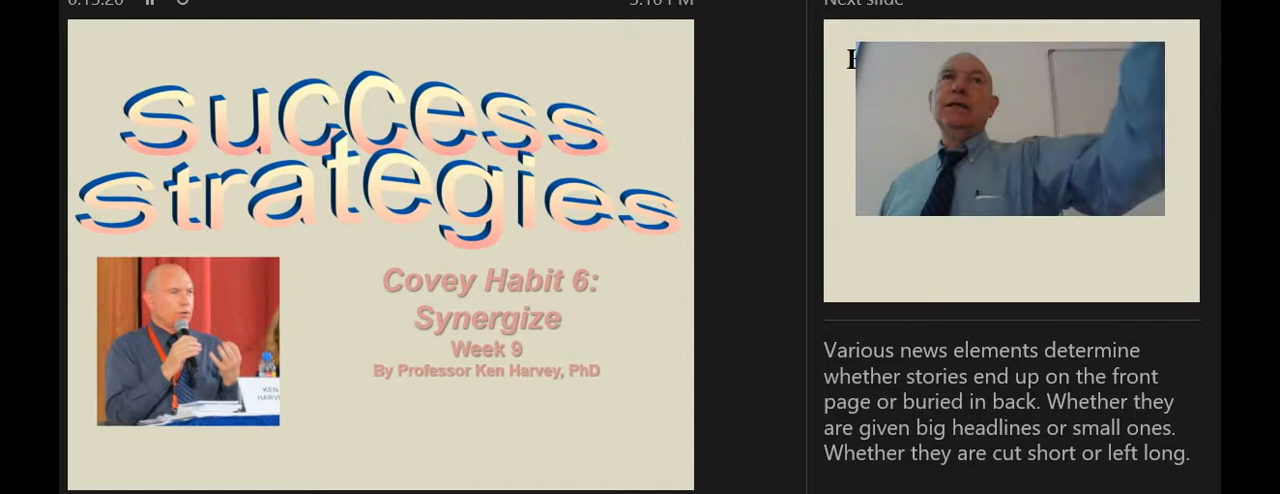 success
strategies
Covey Habit 6:
Synergize
Week 9
By Professor Ken Harvey, PhD
KEN
HARV
Next slide
Various news elements determine
whether stories end up on the front
page or buried in back. Whether they
are given big headlines or small ones.
Whether they are cut short or left long.